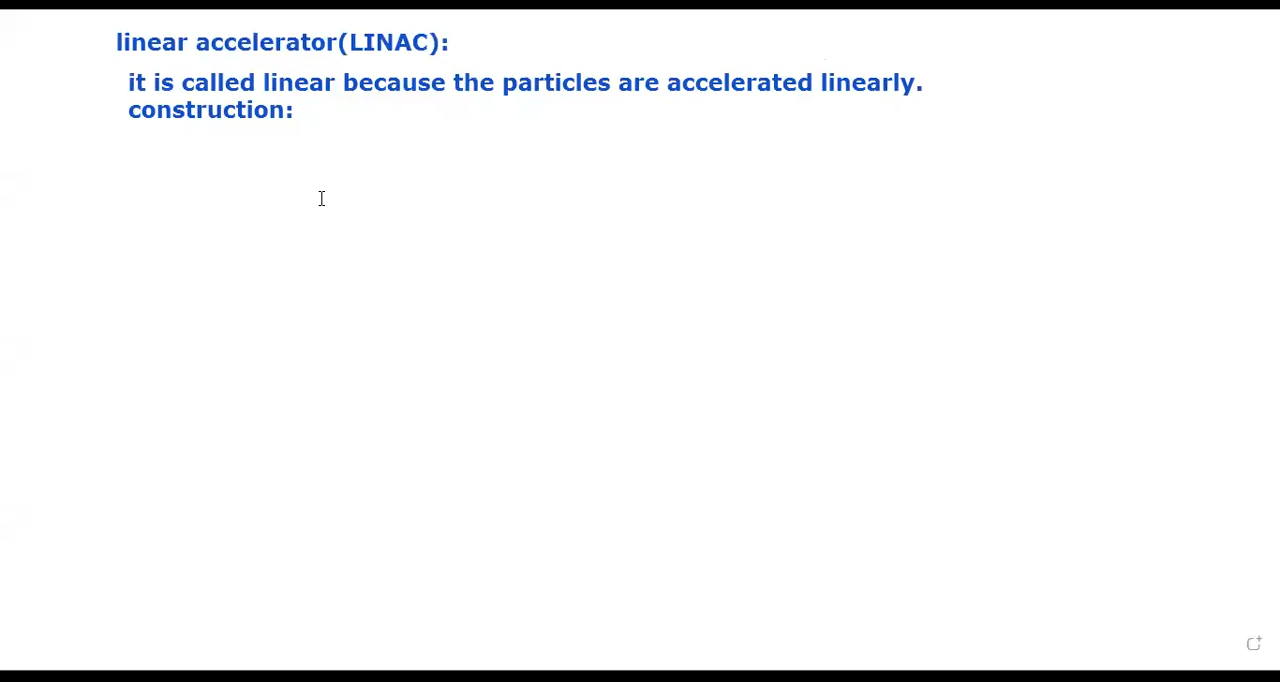 linear accelerator(LINAC):
it is called linear because the particles are accelerated linearly.
construction: